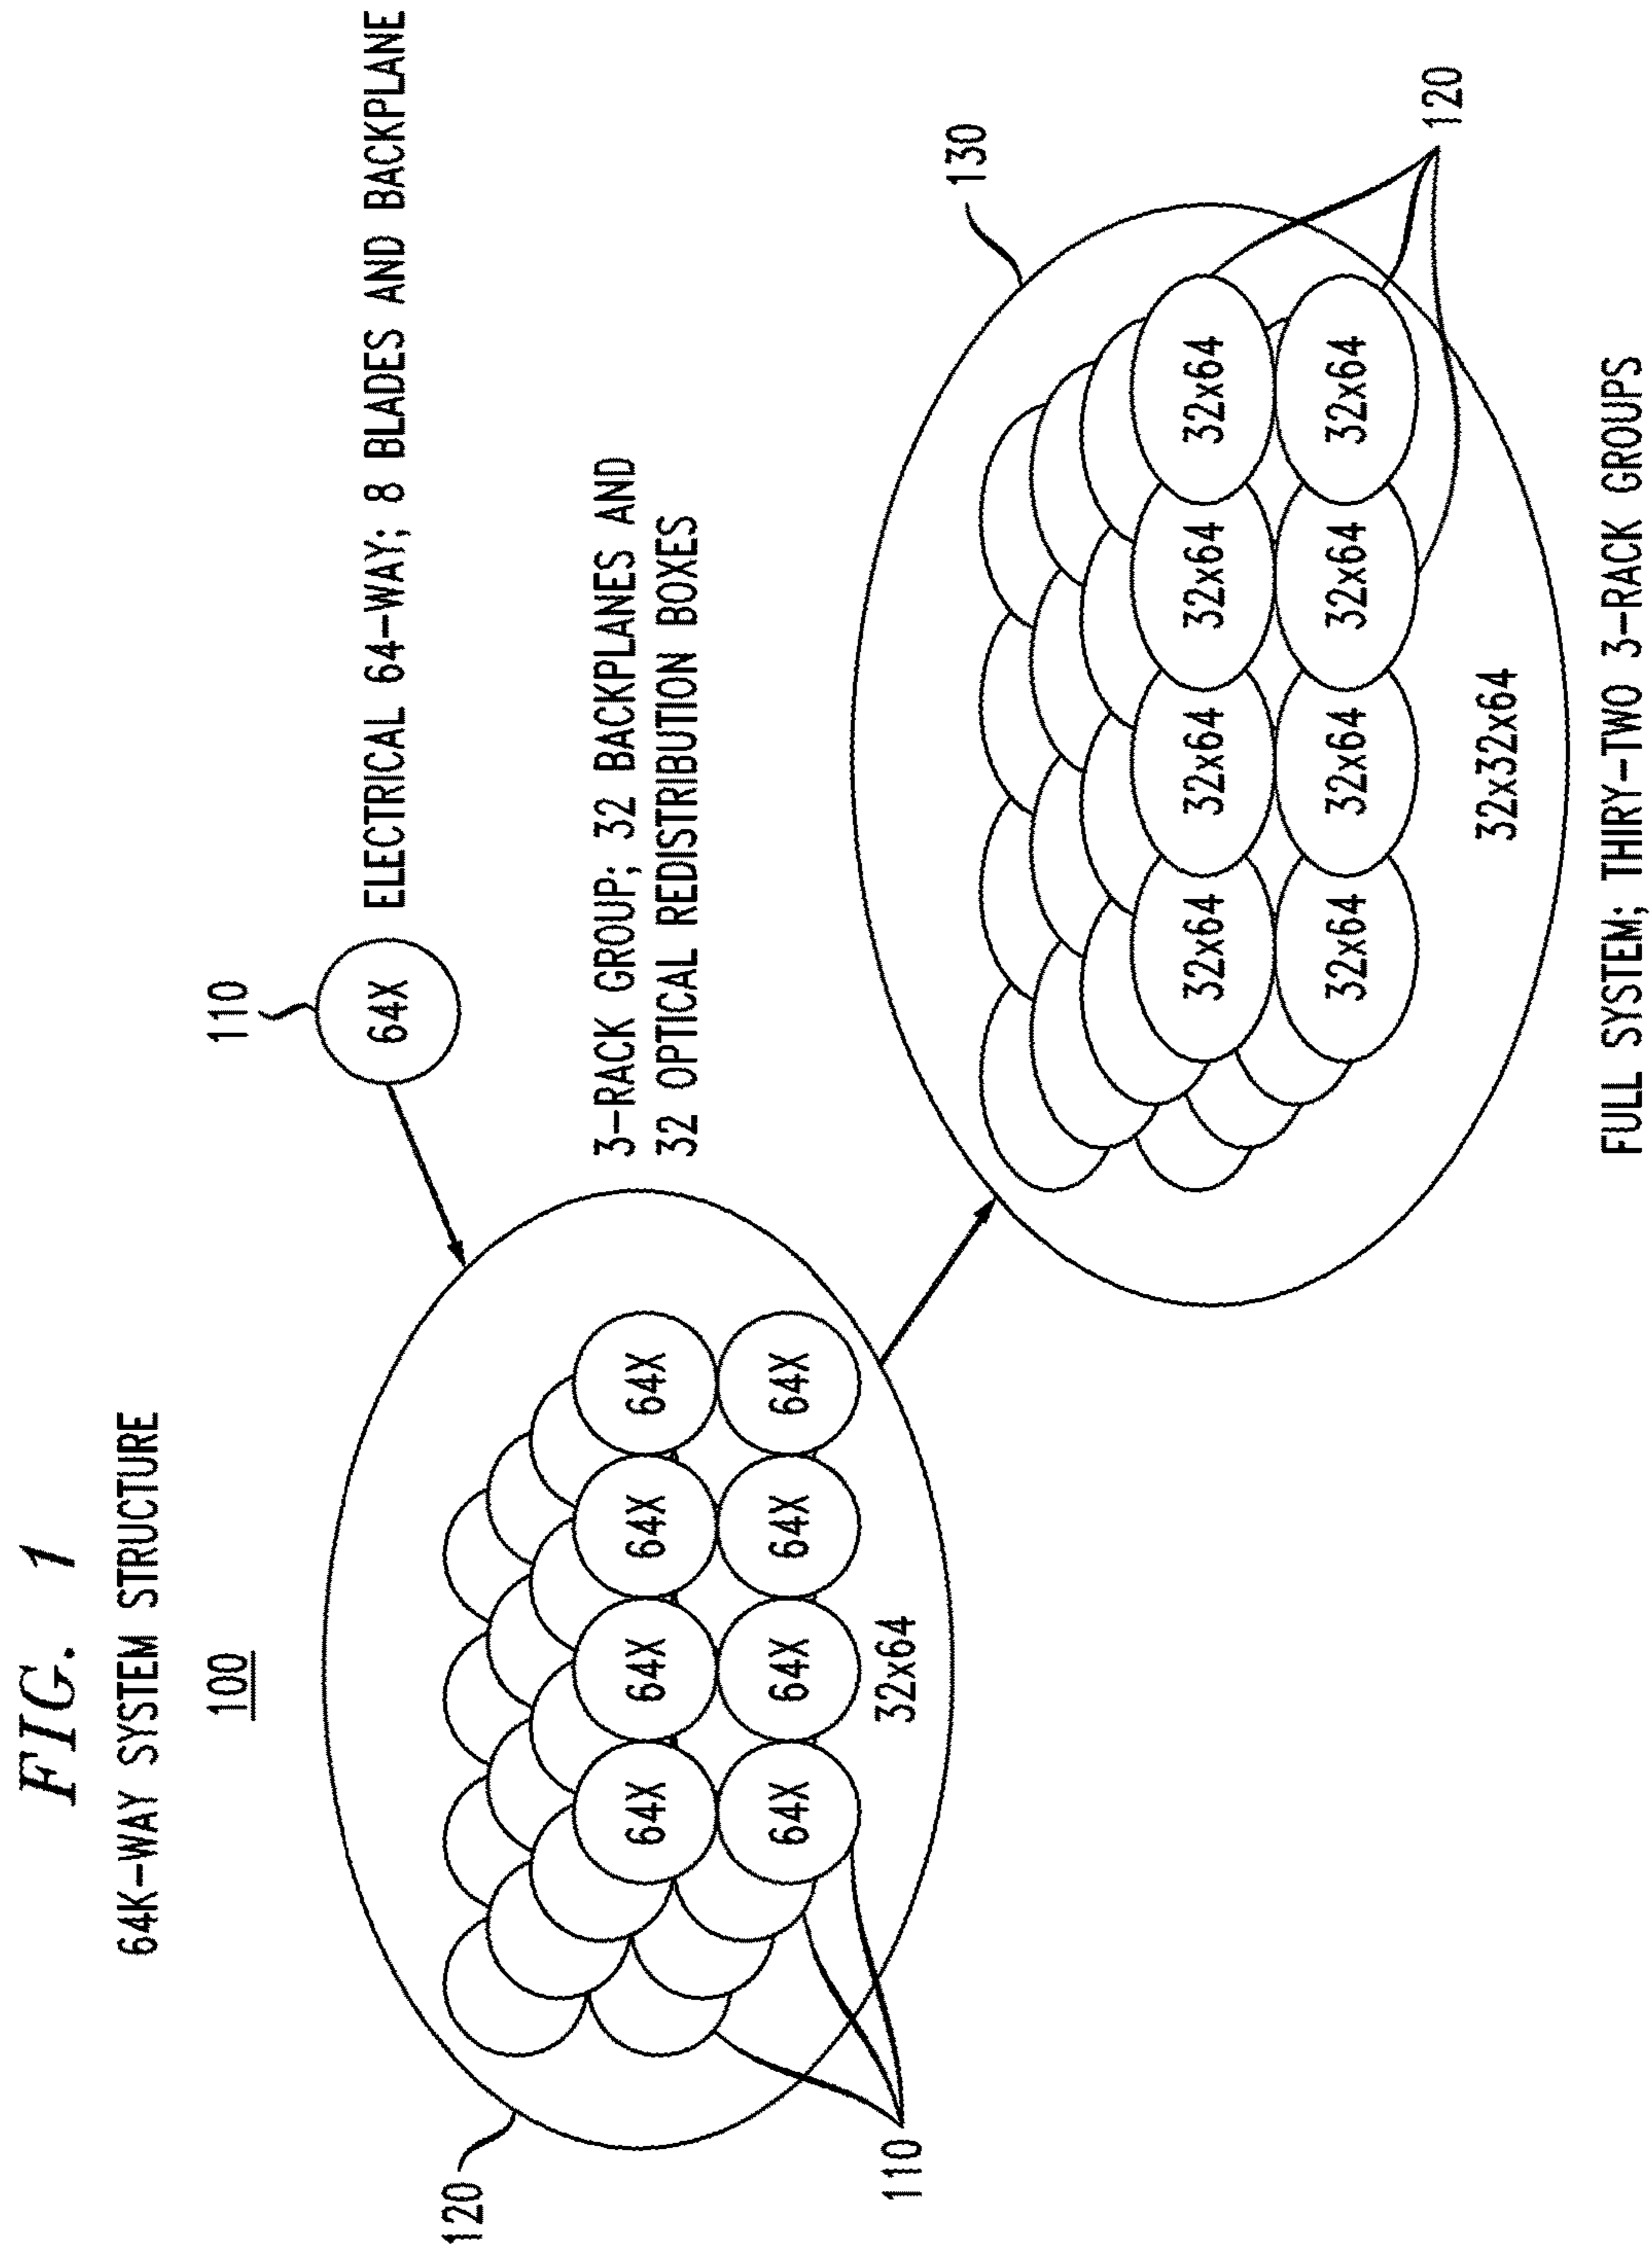 FIG. 1
64K-WAY SYSTEM STRUCTURE
100
110
64X
ELECTRICAL 64-WAY; 8 BLADES AND BACKPLANE
120
64X 64X 64X 64X
64X 64X 64X 64X
32x64
110
3-RACK GROUP; 32 BACKPLANES AND
32 OPTICAL REDISTRIBUTION BOXES
130
32x64 32x64 32x64 32x64
32x64 32x64 32x64 32x64
120
32x32x64
FULL SYSTEM; THIRY-TWO 3-RACK GROUPS